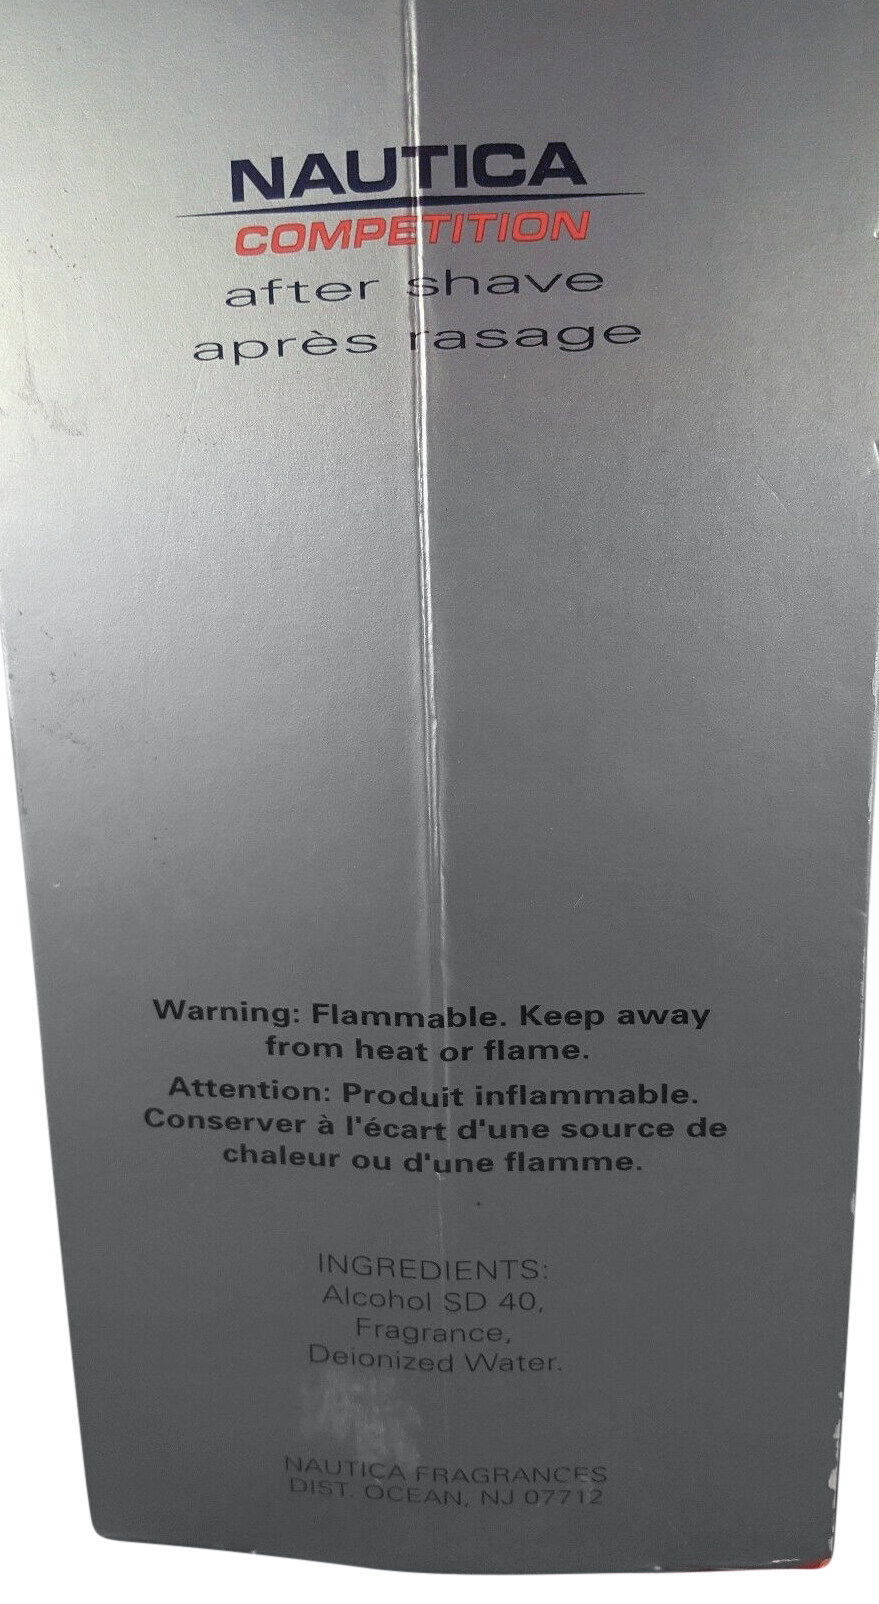 NAUTICA
COMPETITION
after shave
après rasage
Warning: Flammable. Keep away
from heat or flame.
Attention: Produit inflammable.
Conserver à l'écart d'une source de
chaleur ou d'une flamme.
INGREDIENTS:
Alcohol SD 40,
Fragrance,
Deionized Water.
NAUTICA FRAGRANCES
DIST. OCEAN, NJ 07712